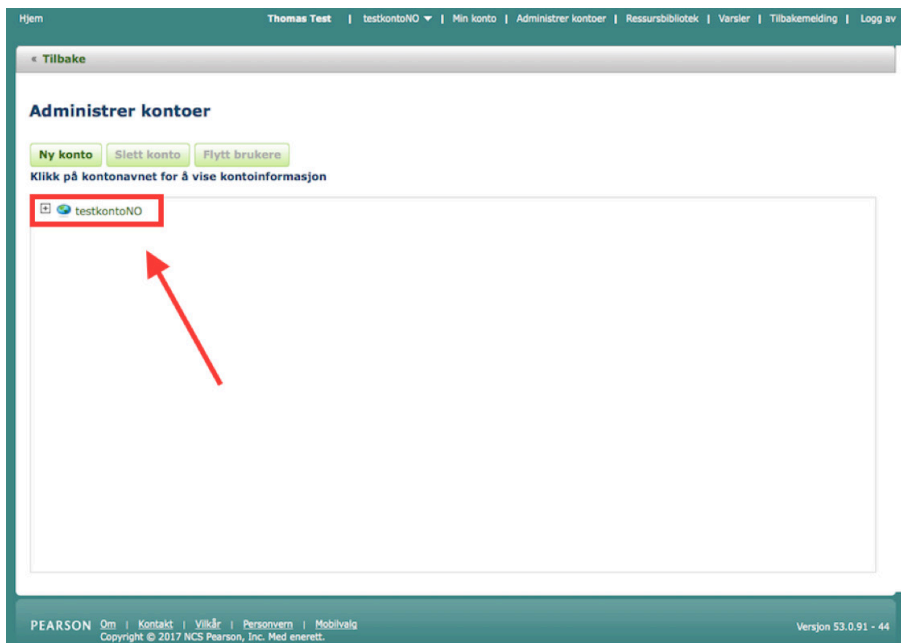 Hjem Thomas Test | testkontoNO ▼ | Min konto | Administrer kontoer | Ressursbibliotek | Varsler | Tilbakemelding | Logg av
« Tilbake
Administrer kontoer
Ny konto Slett konto Flytt brukere
Klikk på kontonavnet for å vise kontoinformasjon
testkontoNO
PEARSON Om | Kontakt | Vilkår | Personvern | Mobilvalg
Copyright © 2017 NCS Pearson, Inc. Med enerett.
Versjon 53.0.91 - 44